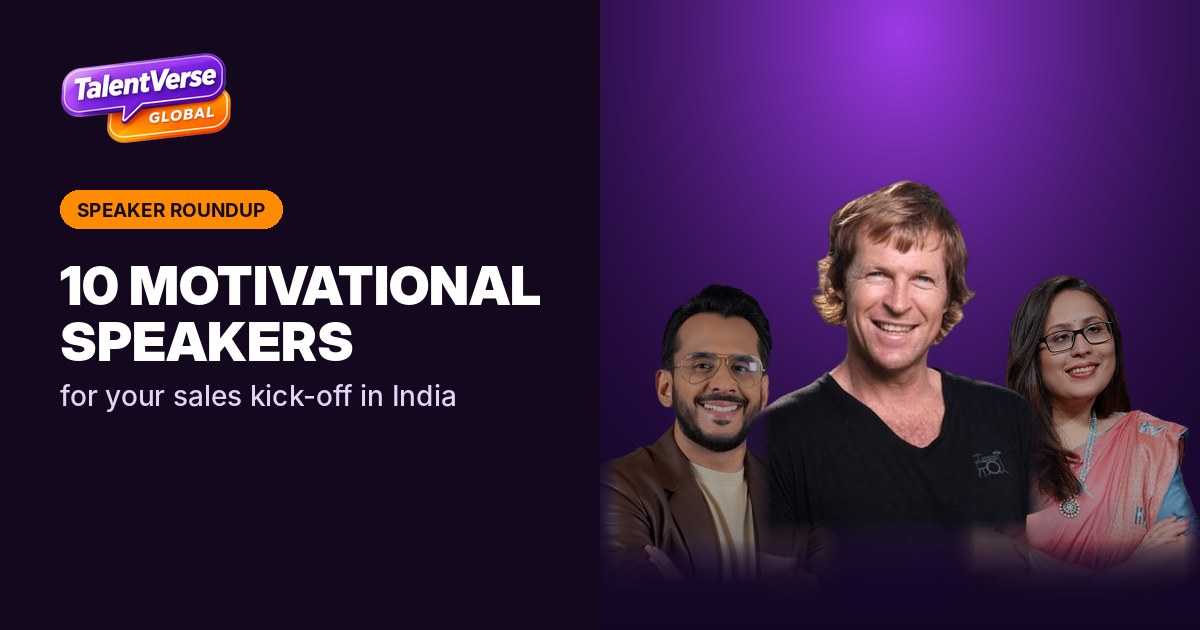 TalentVerse
GLOBAL
SPEAKER ROUNDUP
10 MOTIVATIONAL
SPEAKERS
for your sales kick-off in India